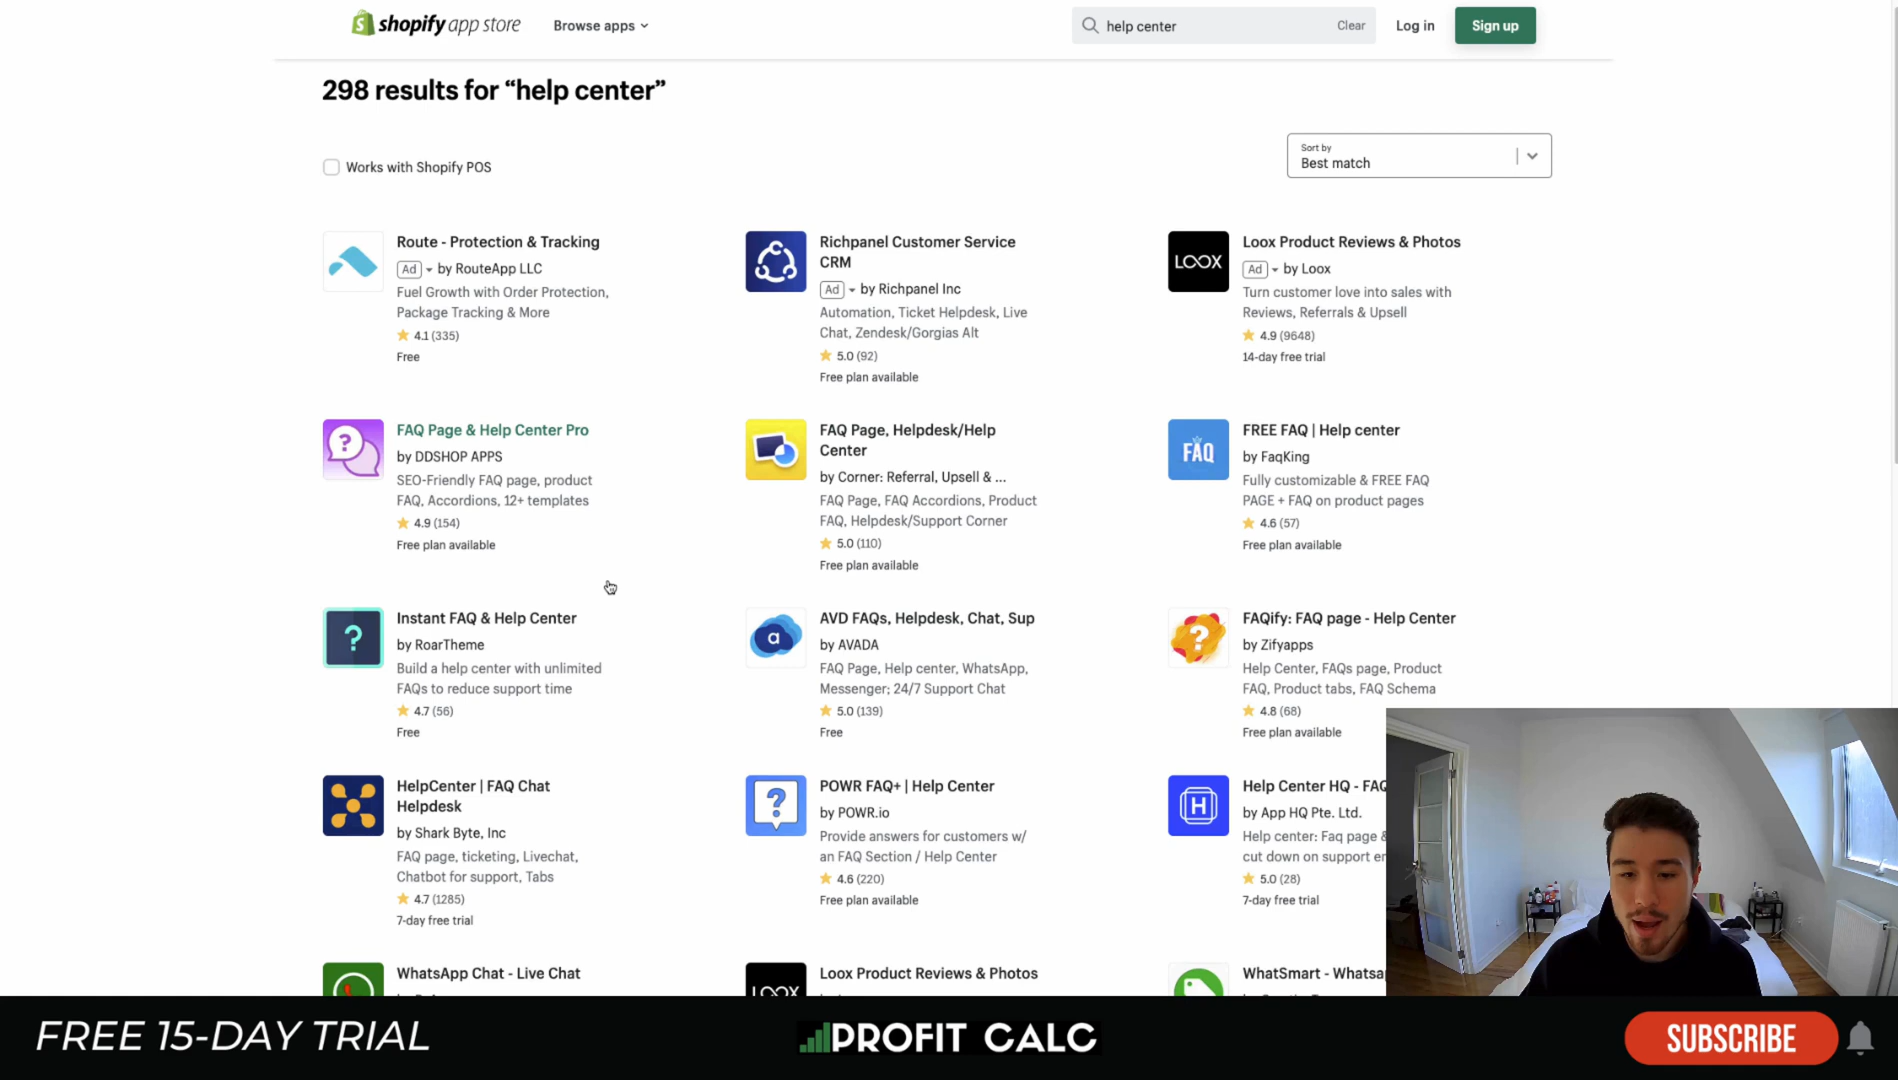 shopify app store
Browse apps
help center
Clear
Log in
Sign up
298 results for “help center”
Works with Shopify POS
Sort by
Best match
Route - Protection & Tracking
Ad by RouteApp LLC
Fuel Growth with Order Protection,
Package Tracking & More
4.1 (335)
Free
Richpanel Customer Service
CRM
Ad by Richpanel Inc
Automation, Ticket Helpdesk, Live
Chat, Zendesk/Gorgias Alt
5.0 (92)
Free plan available
LOOX
Loox Product Reviews & Photos
Ad by Loox
Turn customer love into sales with
Reviews, Referrals & Upsell
4.9 (9648)
14-day free trial
?
FAQ Page & Help Center Pro
by DDSHOP APPS
SEO-Friendly FAQ page, product
FAQ, Accordions, 12+ templates
4.9 (154)
Free plan available
FAQ Page, Helpdesk/Help
Center
by Corner: Referral, Upsell & ...
FAQ Page, FAQ Accordions, Product
FAQ, Helpdesk/Support Corner
5.0 (110)
Free plan available
FAQ
FREE FAQ | Help center
by FaqKing
Fully customizable & FREE FAQ
PAGE + FAQ on product pages
4.6 (57)
Free plan available
?
Instant FAQ & Help Center
by RoarTheme
Build a help center with unlimited
FAQs to reduce support time
4.7 (56)
Free
a
AVD FAQs, Helpdesk, Chat, Sup
by AVADA
FAQ Page, Help center, WhatsApp,
Messenger; 24/7 Support Chat
5.0 (139)
Free
?
FAQify: FAQ page - Help Center
by Zifyapps
Help Center, FAQs page, Product
FAQ, Product tabs, FAQ Schema
4.8 (68)
Free plan available
HelpCenter | FAQ Chat
Helpdesk
by Shark Byte, Inc
FAQ page, ticketing, Livechat,
Chatbot for support, Tabs
4.7 (1285)
7-day free trial
?
POWR FAQ+ | Help Center
by POWR.io
Provide answers for customers w/
an FAQ Section / Help Center
4.6 (220)
Free plan available
H
Help Center HQ - FAQ
by App HQ Pte. Ltd.
Help center: Faq page &
cut down on support
5.0 (28)
7-day free trial
WhatsApp Chat - Live Chat
LOOX
Loox Product Reviews & Photos
WhatSmart -
FREE 15-DAY TRIAL
PROFIT CALC
SUBSCRIBE